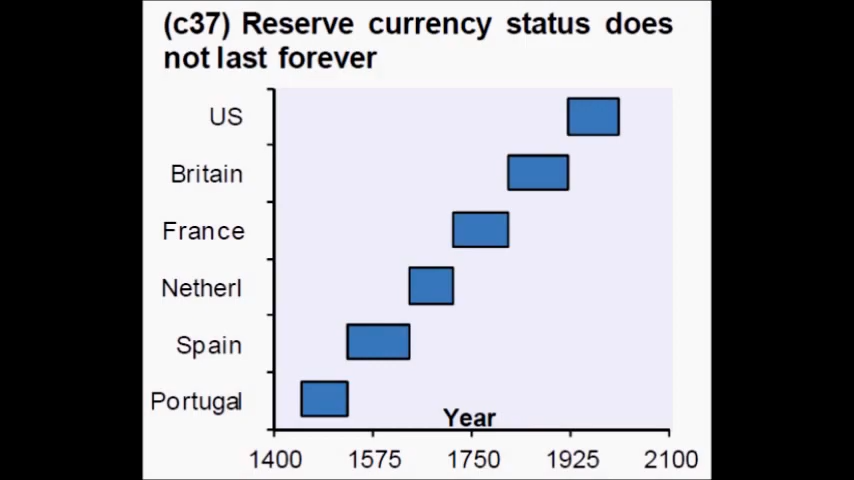 (c37) Reserve currency status does
not last forever
US
Britain
France
Netherl
Spain
Portugal
Year
1400 1575 1750 1925 2100